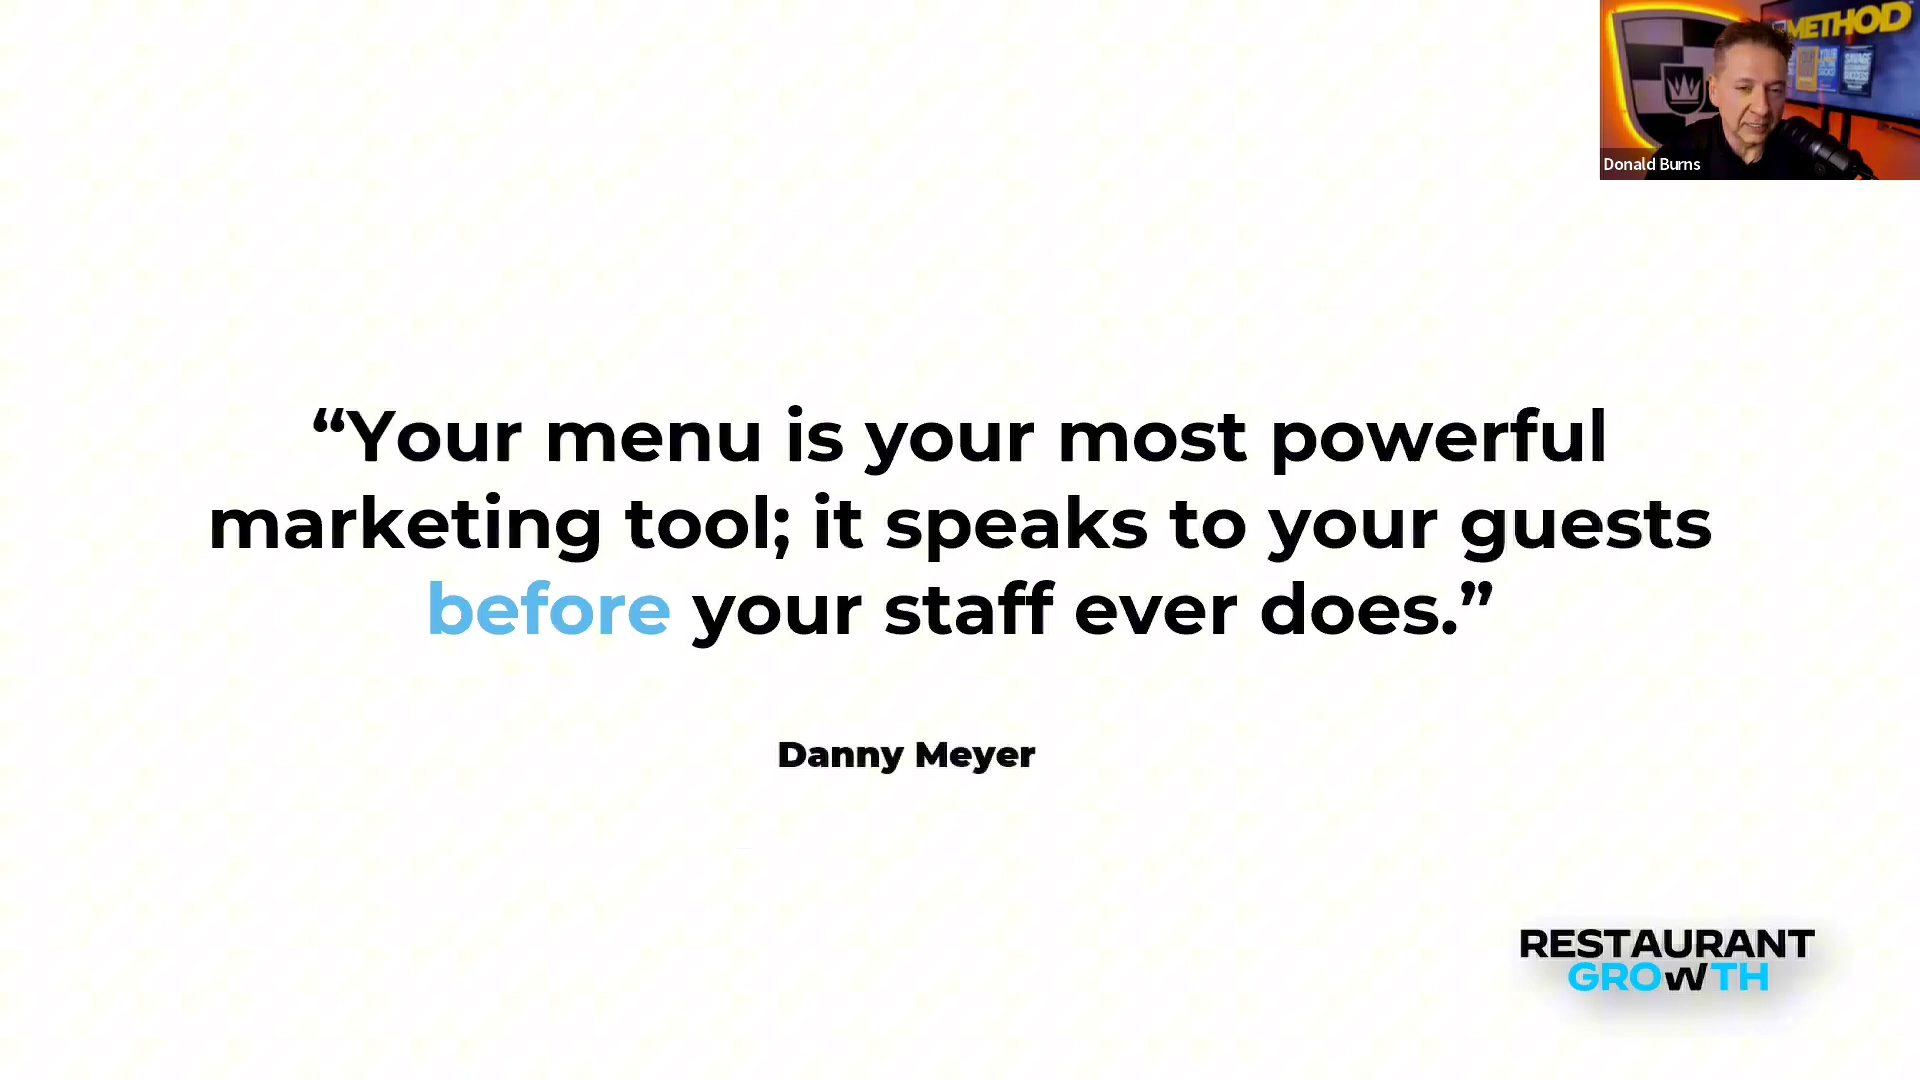 METHOD
Donald Burns
“Your menu is your most powerful
marketing tool; it speaks to your guests
before your staff ever does.”
Danny Meyer
RESTAURANT
GROWTH